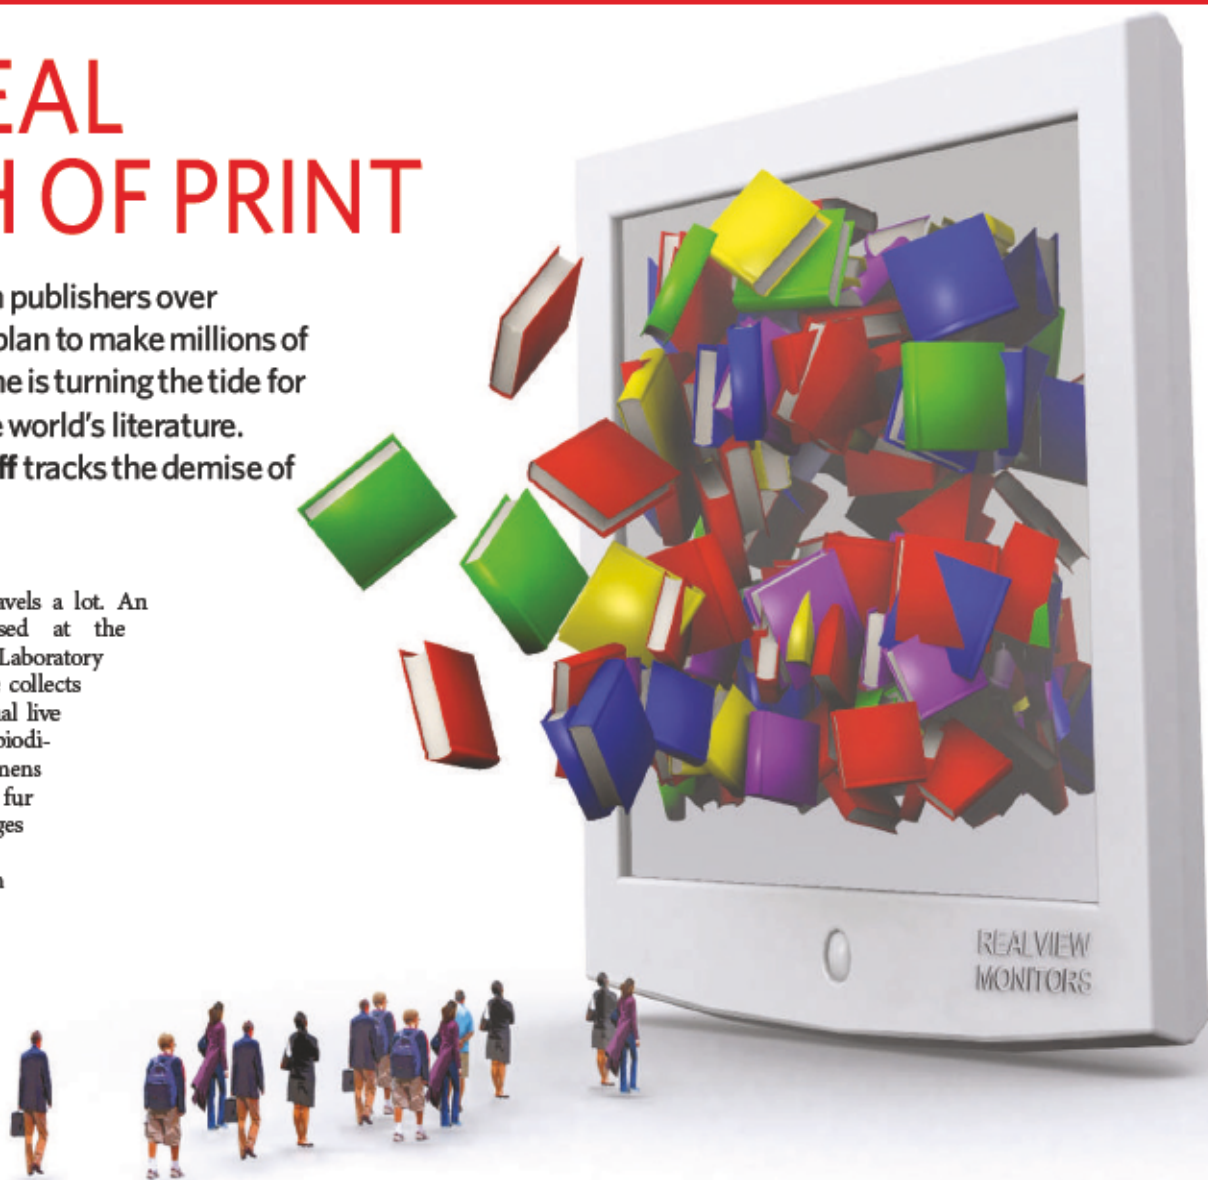 EAL
H OF PRINT
publishers over
plan to make millions of
ne is turning the tide for
e world's literature.
ff tracks the demise of
avels a lot. An
sed at the
Laboratory
collects
al live
biodi-
mens
fur
ges
n
REALVIEW
MONITORS